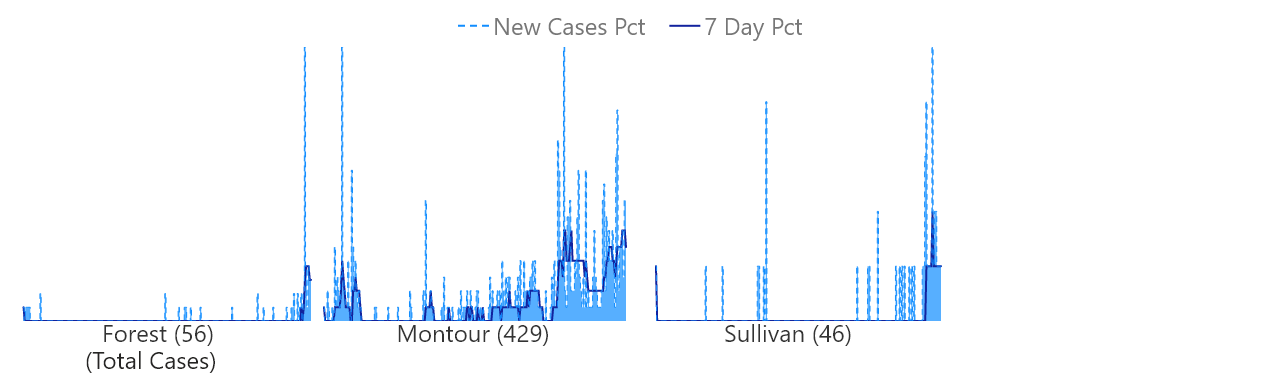 New Cases Pct 7 Day Pct
Forest (56) Montour (429) Sullivan (46)
(Total Cases)